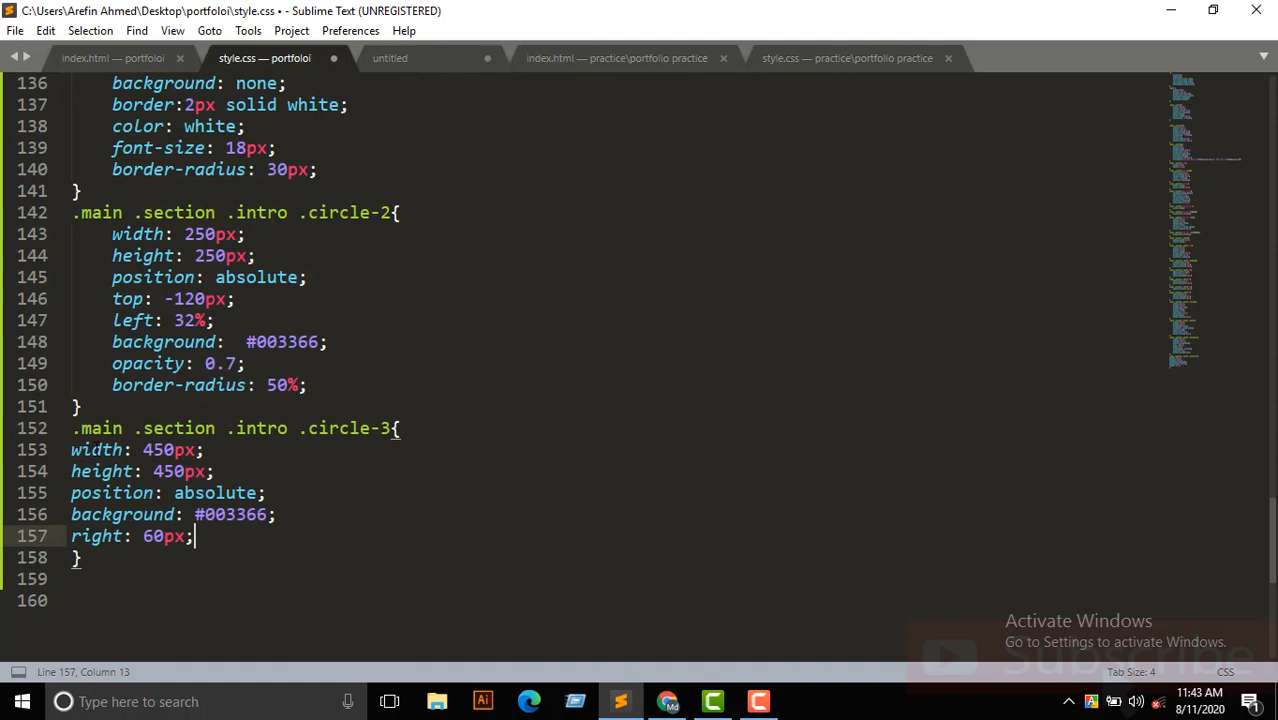 C:\Users\Arefin Ahmed\Desktop\portfoloi\style.css • - Sublime Text (UNREGISTERED)
File Edit Selection Find View Goto Tools Project Preferences Help
index.html — portfoloi style.css — portfoloi untitled index.html — practice\portfolio practice style.css — practice\portfolio practice
136 background: none;
137 border:2px solid white;
138 color: white;
139 font-size: 18px;
140 border-radius: 30px;
141 }
142 .main .section .intro .circle-2{
143 width: 250px;
144 height: 250px;
145 position: absolute;
146 top: -120px;
147 left: 32%;
148 background:  #003366;
149 opacity: 0.7;
150 border-radius: 50%;
151 }
152 .main .section .intro .circle-3{
153 width: 450px;
154 height: 450px;
155 position: absolute;
156 background: #003366;
157 right: 60px;
158 }
159
160
Activate Windows
Go to Settings to activate Windows.
Subscribe
Line 157, Column 13 Tab Size: 4 CSS
Type here to search
11:43 AM
8/11/2020